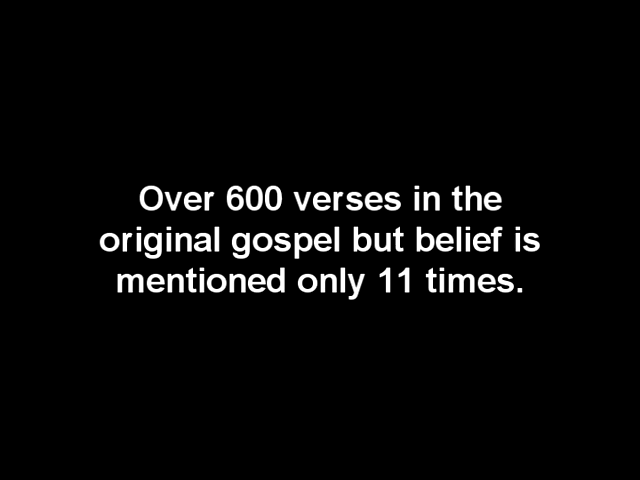 Over 600 verses in the
original gospel but belief is
mentioned only 11 times.